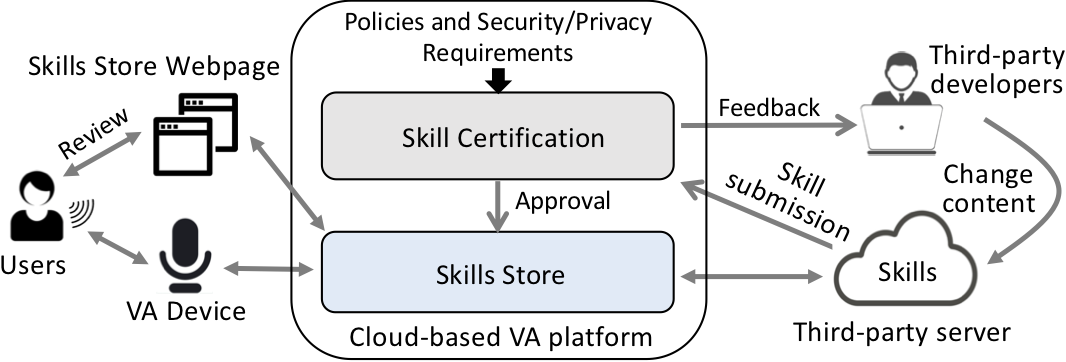 Policies and Security/Privacy
Requirements
Skills Store Webpage
Review
Users
VA Device
Skill Certification
Approval
Skills Store
Cloud-based VA platform
Feedback
Third-party
developers
Skill
submission
Change
content
Skills
Third-party server